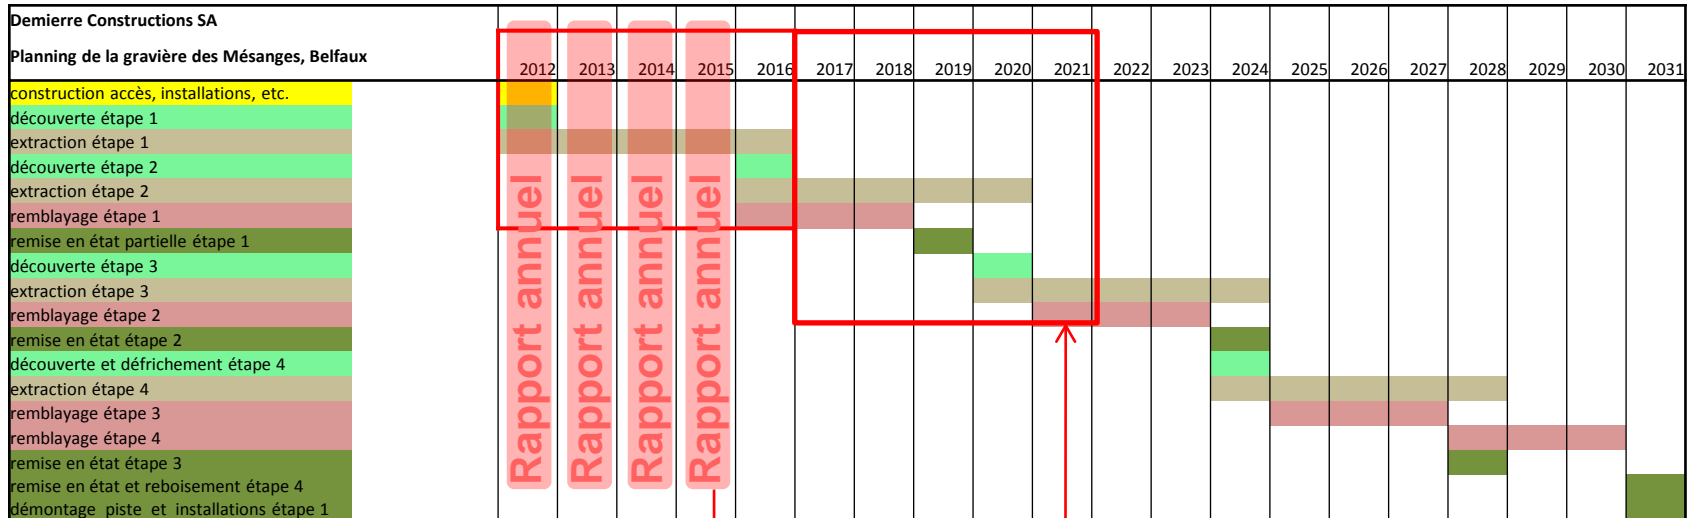 Demierre Constructions SA
Planning de la gravière des Mésanges, Belfaux
2012 2013 2014 2015 2016 2017 2018 2019 2020 2021 2022 2023 2024 2025 2026 2027 2028 2029 2030 2031
construction accès, installations, etc.
découverte étape 1
extraction étape 1
découverte étape 2
extraction étape 2
remblayage étape 1
remise en état partielle étape 1
découverte étape 3
extraction étape 3
remblayage étape 2
remise en état étape 2
découverte et défrichement étape 4
extraction étape 4
remblayage étape 3
remblayage étape 4
remise en état étape 3
remise en état et reboisement étape 4
démontage piste et installations étape 1
Rapport annuel
Rapport annuel
Rapport annuel
Rapport annuel